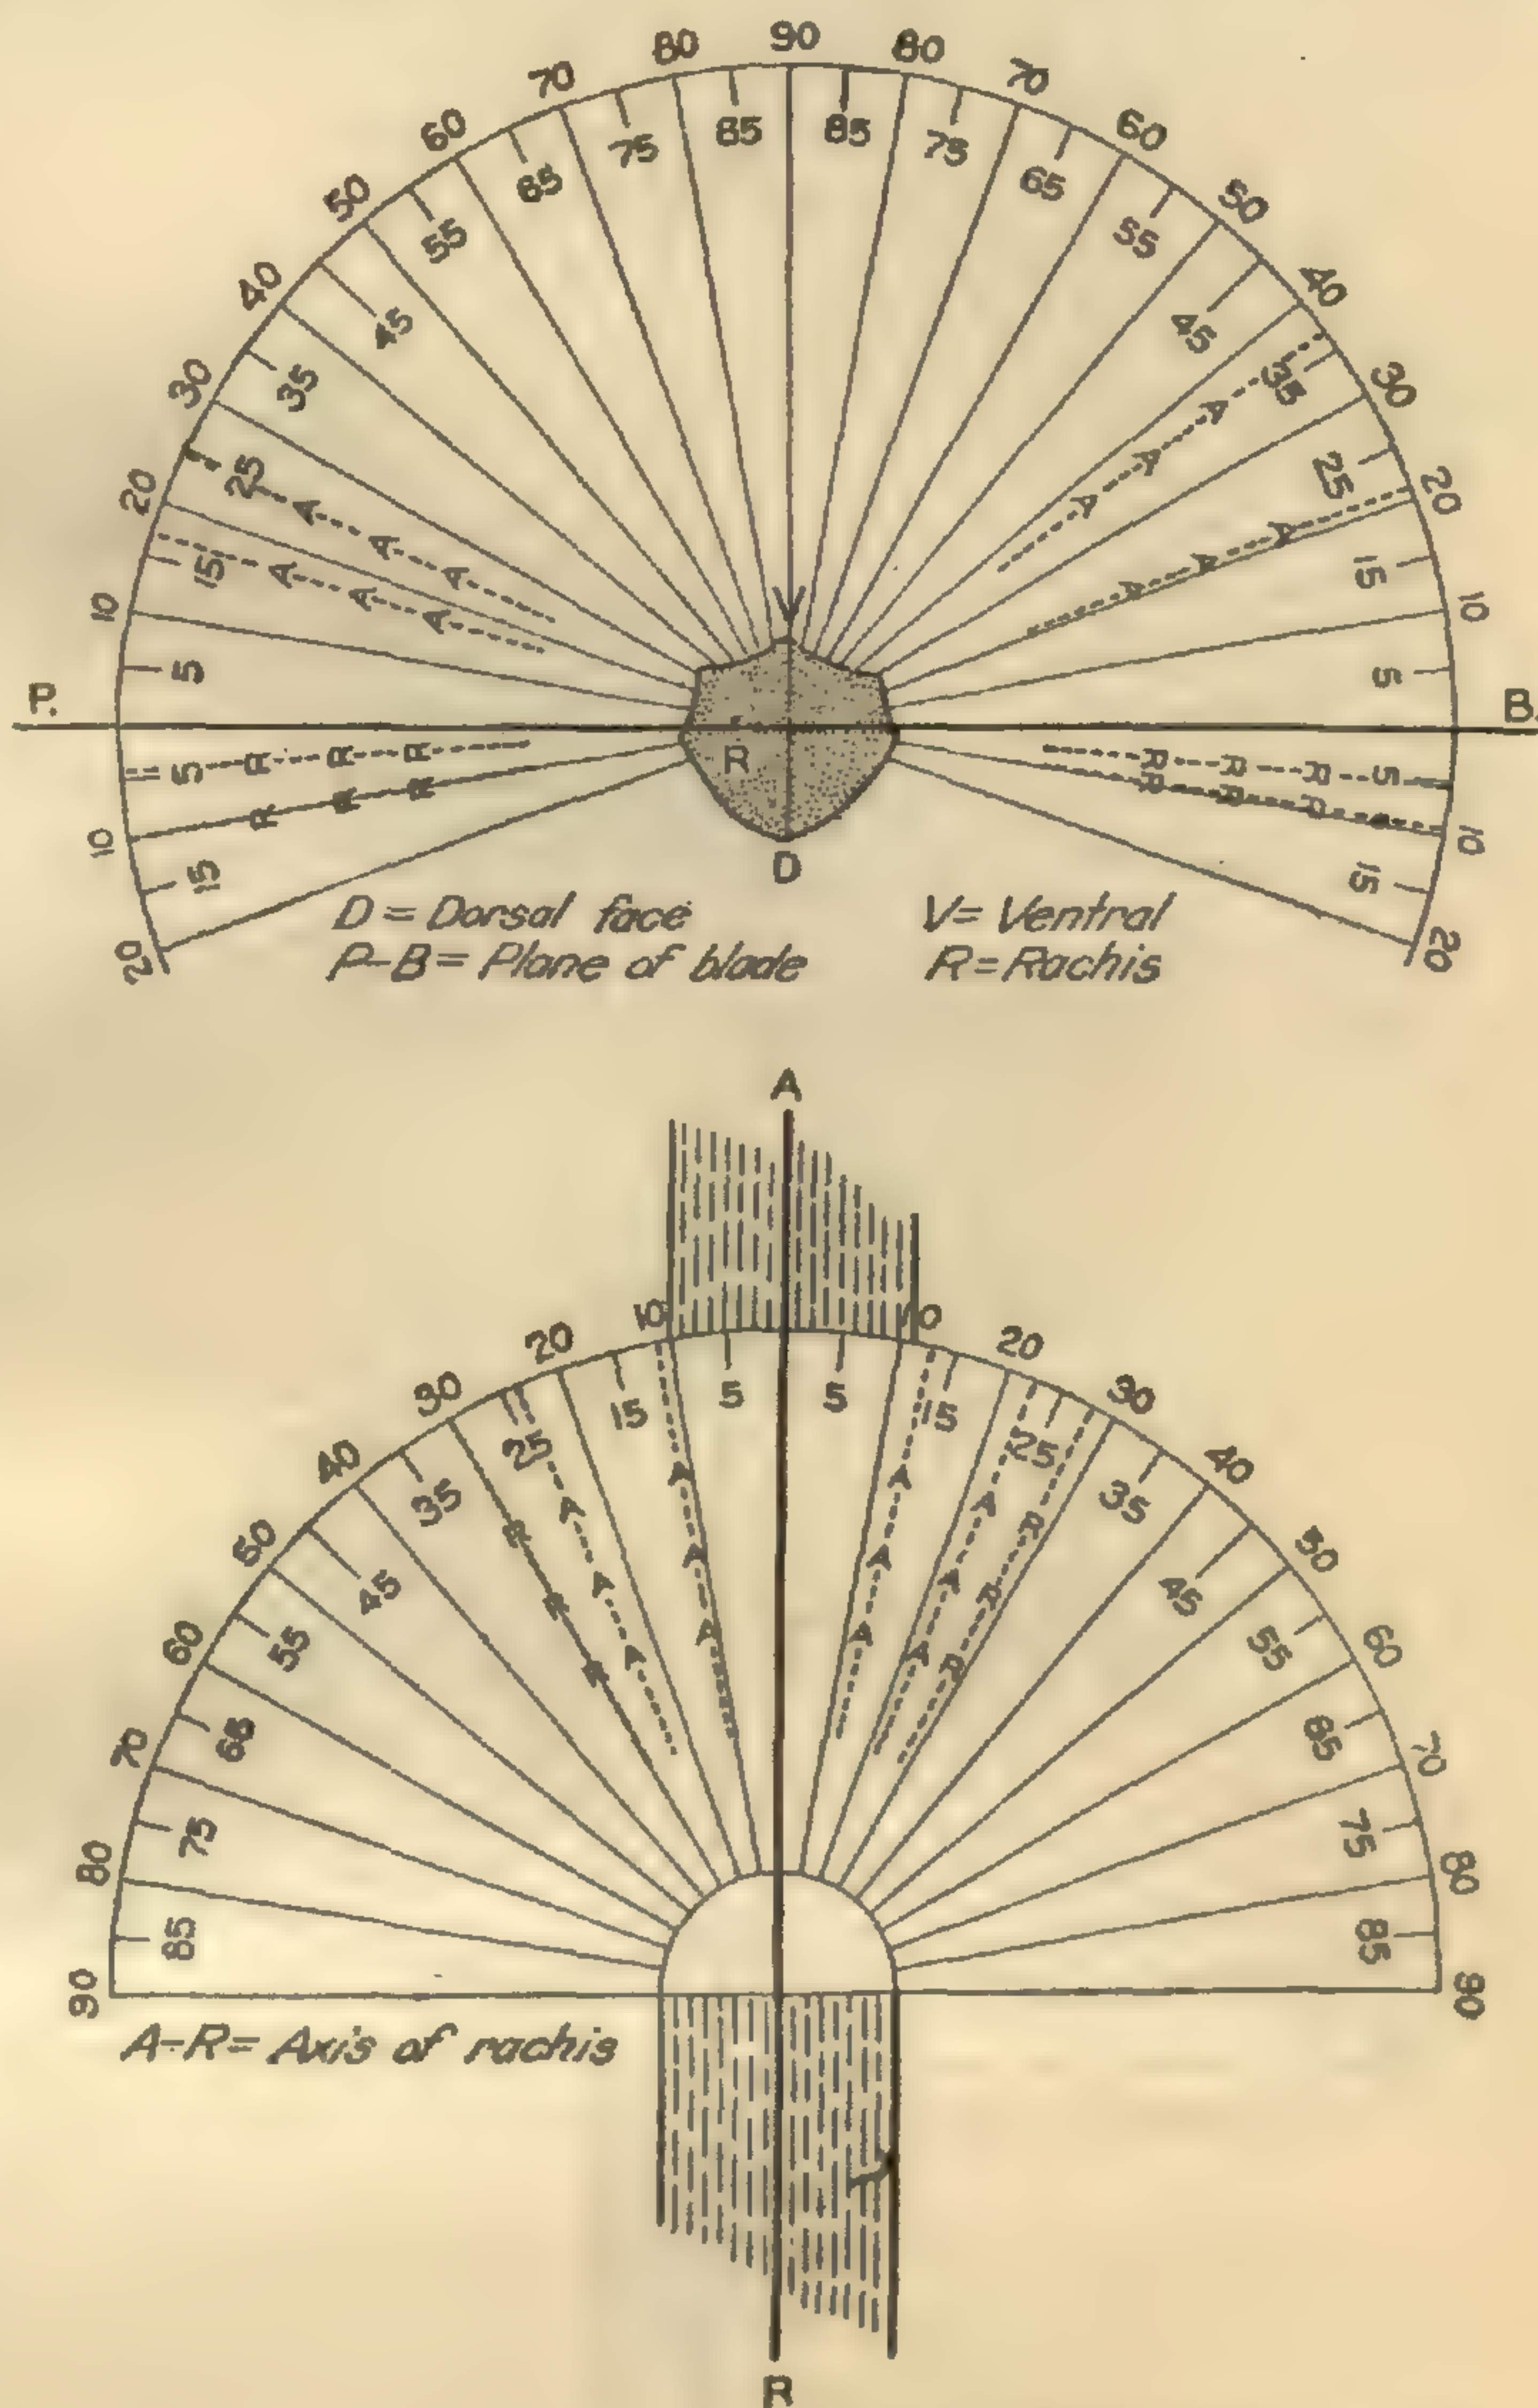 90
80 80
70 70
85 85
75 75
60 60
65 65
50 50
55 55
40 40
45 45
35 35
30 30
25 A A A
A A A 25
20 20
15 A A A
A A A 15
10 10
5 5
P. B.
V
R
5 R R R
R R R 5
R R R
R R R
10 10
15 15
D
20 20
D = Dorsal face V= Ventral
P-B = Plane of blade R=Rachis
A
10 10
20 20
5 5
15 15
30 30
25 25
40 40
35 35
A A A A
R A A R
R A A R
R A A R
50 50
45 45
60 60
55 55
70 70
65 65
75 75
80 80
85 85
90 90
A-R= Axis of rachis
R